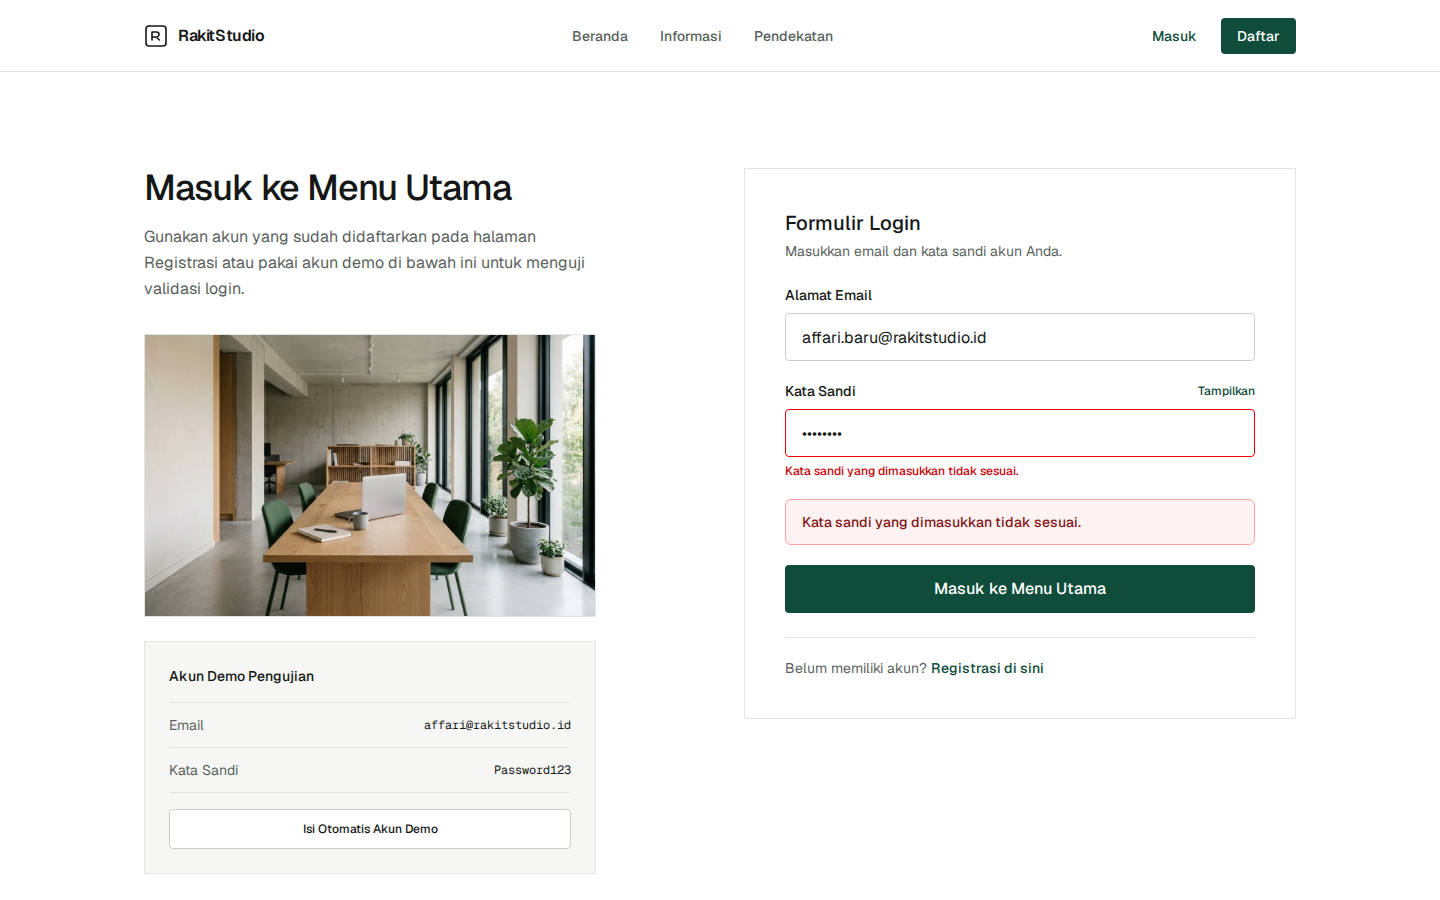 R RakitStudio
Beranda Informasi Pendekatan
Masuk Daftar
Masuk ke Menu Utama
Gunakan akun yang sudah didaftarkan pada halaman
Registrasi atau pakai akun demo di bawah ini untuk menguji
validasi login.
Akun Demo Pengujian
Email affari@rakitstudio.id
Kata Sandi Password123
Isi Otomatis Akun Demo
Formulir Login
Masukkan email dan kata sandi akun Anda.
Alamat Email
affari.baru@rakitstudio.id
Kata Sandi Tampilkan
••••••••
Kata sandi yang dimasukkan tidak sesuai.
Kata sandi yang dimasukkan tidak sesuai.
Masuk ke Menu Utama
Belum memiliki akun? Registrasi di sini